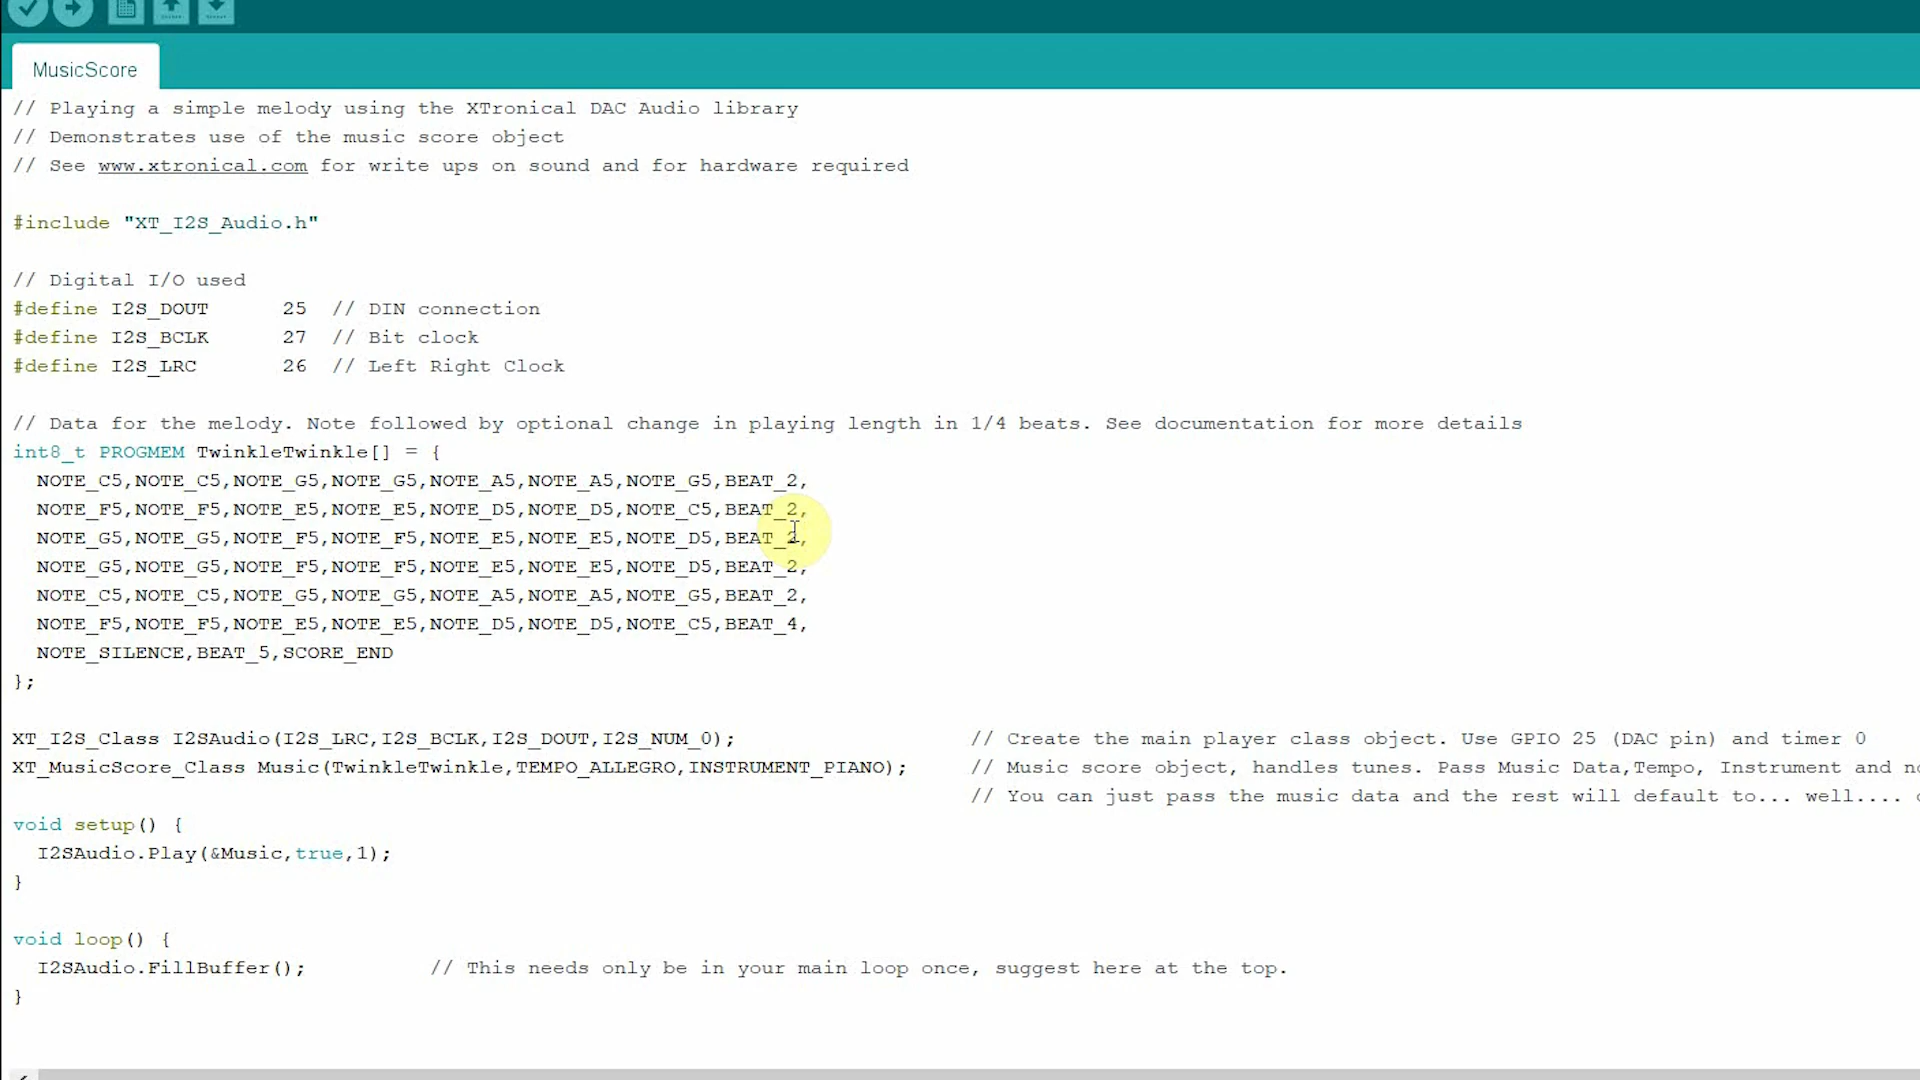 MusicScore
// Playing a simple melody using the XTronical DAC Audio library
// Demonstrates use of the music score object
// See www.xtronical.com for write ups on sound and for hardware required
#include "XT_I2S_Audio.h"
// Digital I/O used
#define I2S_DOUT 25 // DIN connection
#define I2S_BCLK 27 // Bit clock
#define I2S_LRC 26 // Left Right Clock
// Data for the melody. Note followed by optional change in playing length in 1/4 beats. See documentation for more details
int8_t PROGMEM TwinkleTwinkle[] = {
NOTE_C5,NOTE_C5,NOTE_G5,NOTE_G5,NOTE_A5,NOTE_A5,NOTE_G5,BEAT_2,
NOTE_F5,NOTE_F5,NOTE_E5,NOTE_E5,NOTE_D5,NOTE_D5,NOTE_C5,BEAT_2,
NOTE_G5,NOTE_G5,NOTE_F5,NOTE_F5,NOTE_E5,NOTE_E5,NOTE_D5,BEAT_2,
NOTE_G5,NOTE_G5,NOTE_F5,NOTE_F5,NOTE_E5,NOTE_E5,NOTE_D5,BEAT_2,
NOTE_C5,NOTE_C5,NOTE_G5,NOTE_G5,NOTE_A5,NOTE_A5,NOTE_G5,BEAT_2,
NOTE_F5,NOTE_F5,NOTE_E5,NOTE_E5,NOTE_D5,NOTE_D5,NOTE_C5,BEAT_4,
NOTE_SILENCE,BEAT_5,SCORE_END
};
XT_I2S_Class I2SAudio(I2S_LRC,I2S_BCLK,I2S_DOUT,I2S_NUM_0); // Create the main player class object. Use GPIO 25 (DAC pin) and timer 0
XT_MusicScore_Class Music(TwinkleTwinkle,TEMPO_ALLEGRO,INSTRUMENT_PIANO); // Music score object, handles tunes. Pass Music Data,Tempo, Instrument and
// You can just pass the music data and the rest will default to... well....
void setup() {
I2SAudio.Play(&Music,true,1);
}
void loop() {
I2SAudio.FillBuffer(); // This needs only be in your main loop once, suggest here at the top.
}